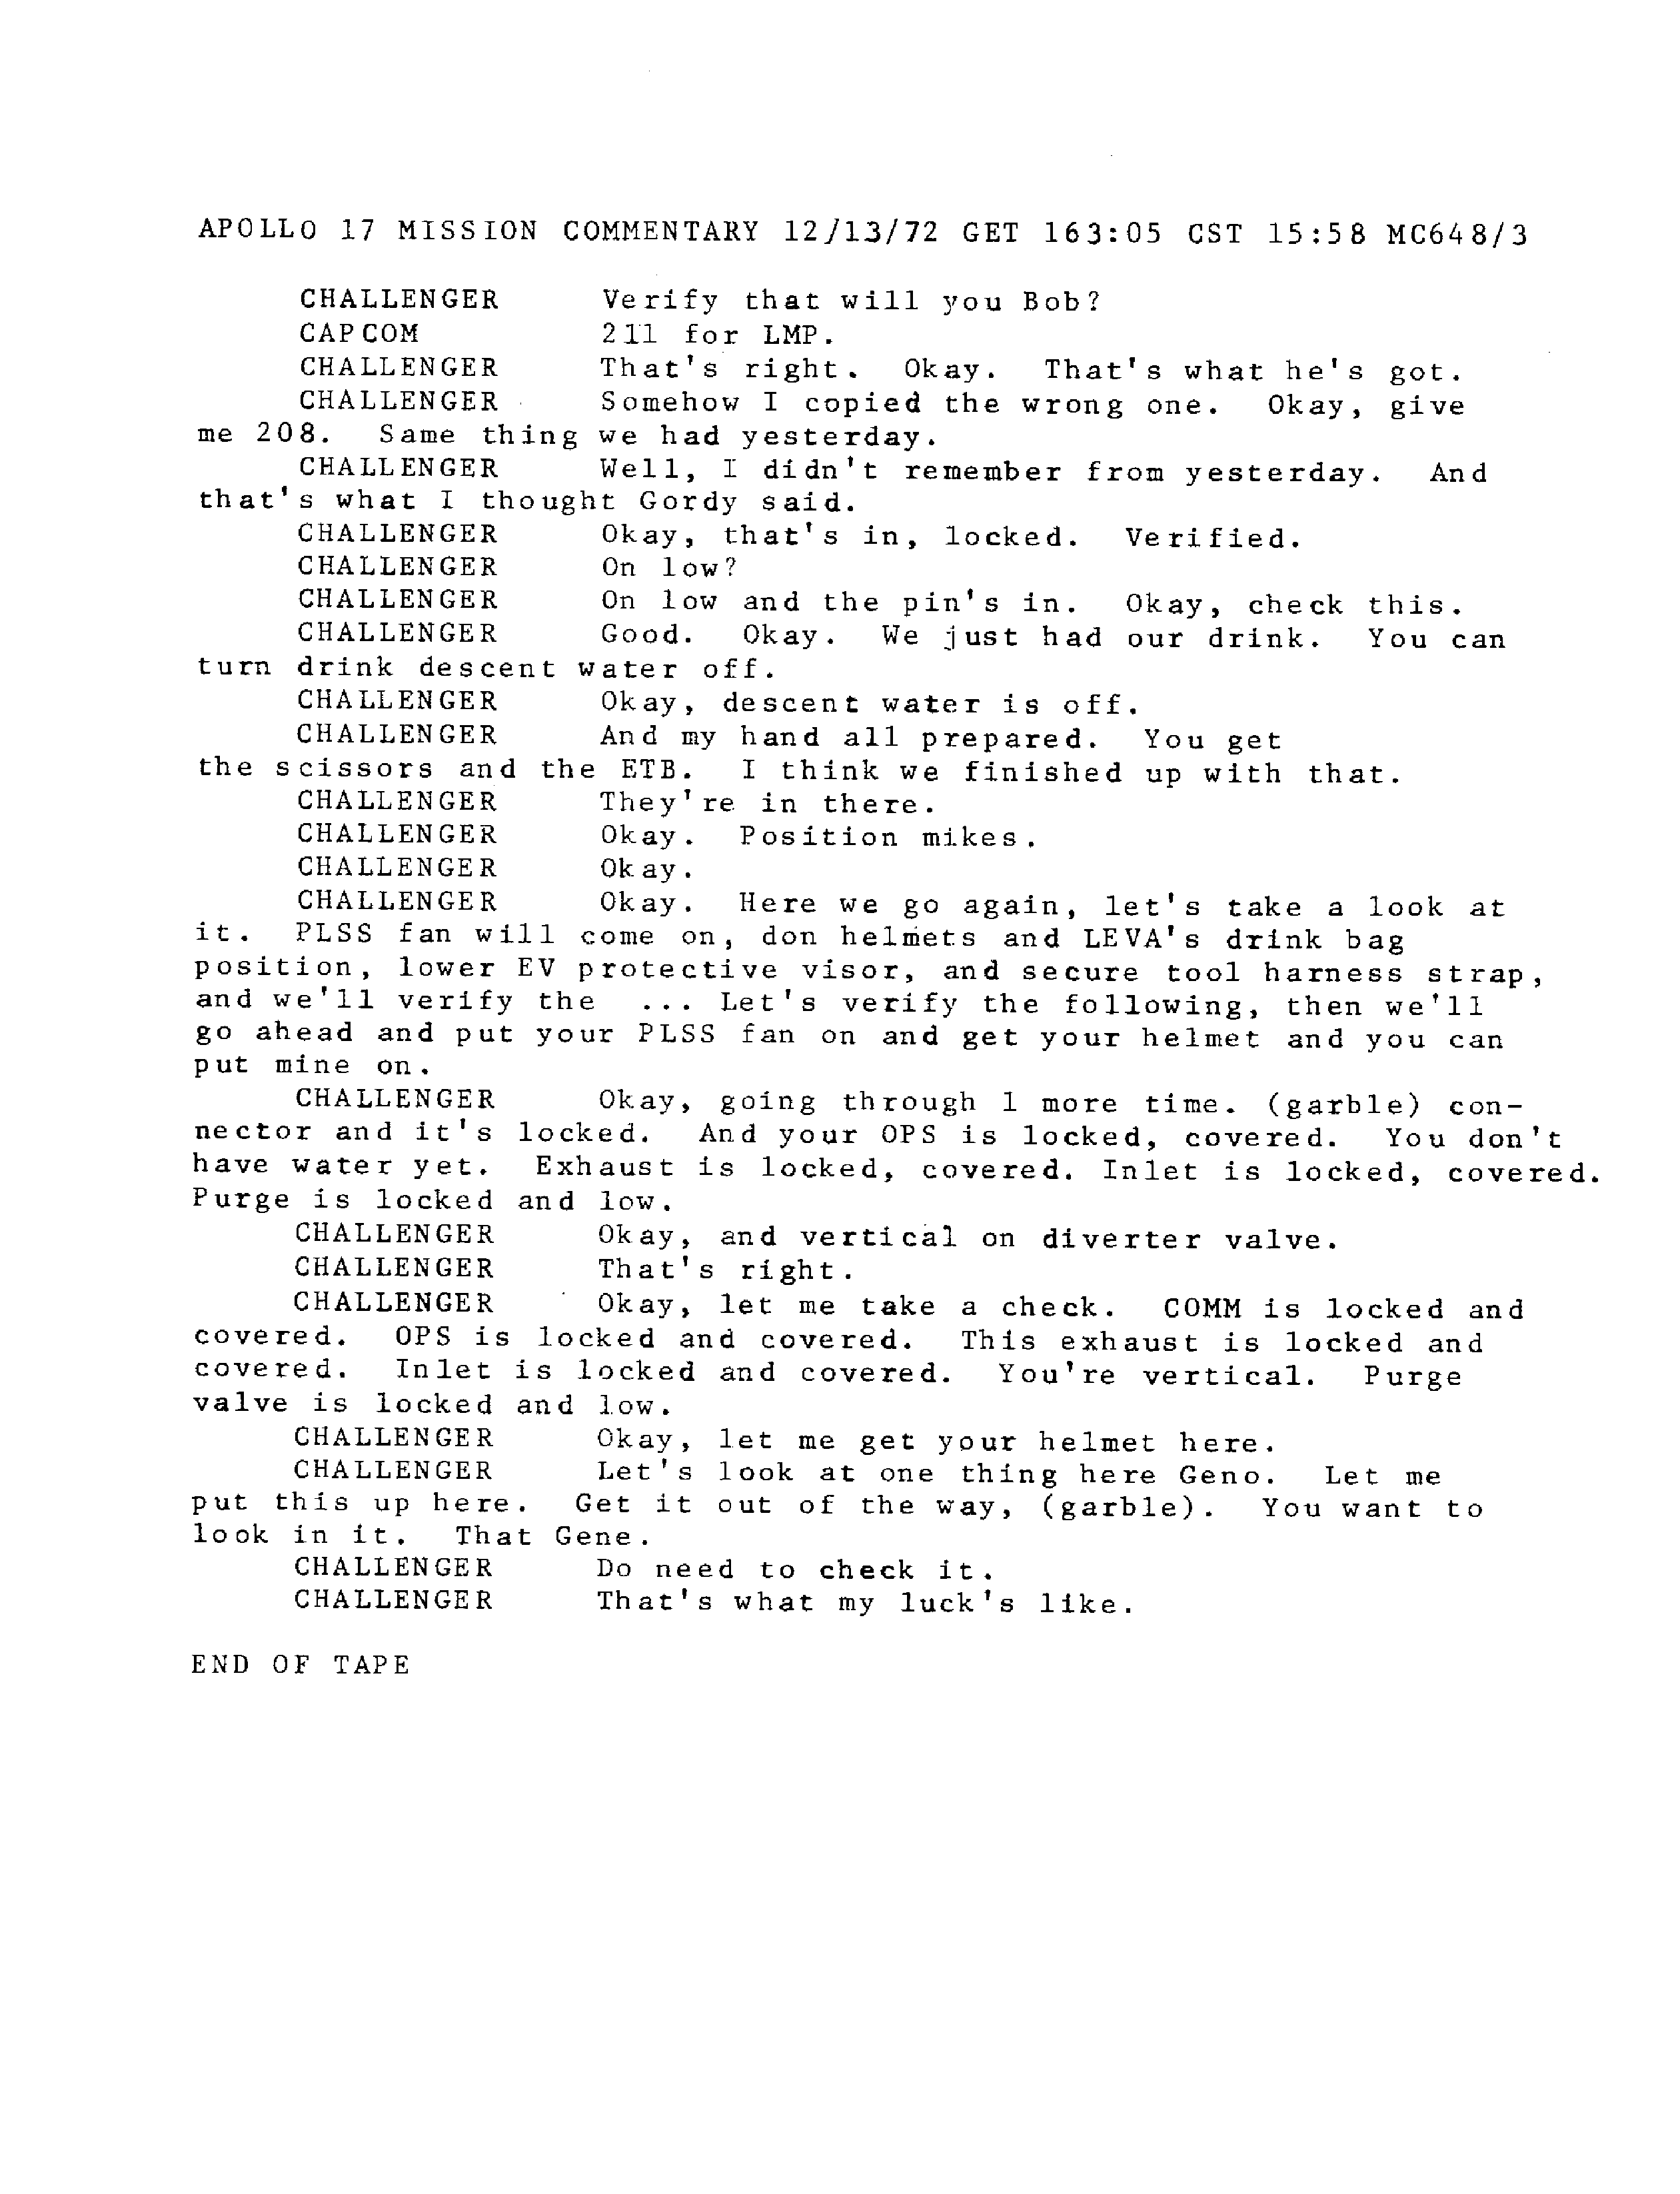 APOLLO 17 MISSION COMMENTARY 12/13/72 GET 163:05 CST 15:58 MC648/3
CHALLENGER Verify that will you Bob?
CAPCOM 211 for LMP.
CHALLENGER That's right. Okay. That's what he's got.
CHALLENGER Somehow I copied the wrong one. Okay, give
me 208. Same thing we had yesterday.
CHALLENGER Well, I didn't remember from yesterday. And
that's what I thought Gordy said.
CHALLENGER Okay, that's in, locked. Verified.
CHALLENGER On low?
CHALLENGER On low and the pin's in. Okay, check this.
CHALLENGER Good. Okay. We just had our drink. You can
turn drink descent water off.
CHALLENGER Okay, descent water is off.
CHALLENGER And my hand all prepared. You get
the scissors and the ETB. I think we finished up with that.
CHALLENGER They're in there.
CHALLENGER Okay. Position mikes.
CHALLENGER Okay.
CHALLENGER Okay. Here we go again, let's take a look at
it. PLSS fan will come on, don helmets and LEVA's drink bag
position, lower EV protective visor, and secure tool harness strap,
and we'll verify the ... Let's verify the following, then we'll
go ahead and put your PLSS fan on and get your helmet and you can
put mine on.
CHALLENGER Okay, going through 1 more time. (garble) con-
nector and it's locked. And your OPS is locked, covered. You don't
have water yet. Exhaust is locked, covered. Inlet is locked, covered.
Purge is locked and low.
CHALLENGER Okay, and vertical on diverter valve.
CHALLENGER That's right.
CHALLENGER Okay, let me take a check. COMM is locked and
covered. OPS is locked and covered. This exhaust is locked and
covered. Inlet is locked and covered. You're vertical. Purge
valve is locked and low.
CHALLENGER Okay, let me get your helmet here.
CHALLENGER Let's look at one thing here Geno. Let me
put this up here. Get it out of the way, (garble). You want to
look in it. That Gene.
CHALLENGER Do need to check it.
CHALLENGER That's what my luck's like.
END OF TAPE